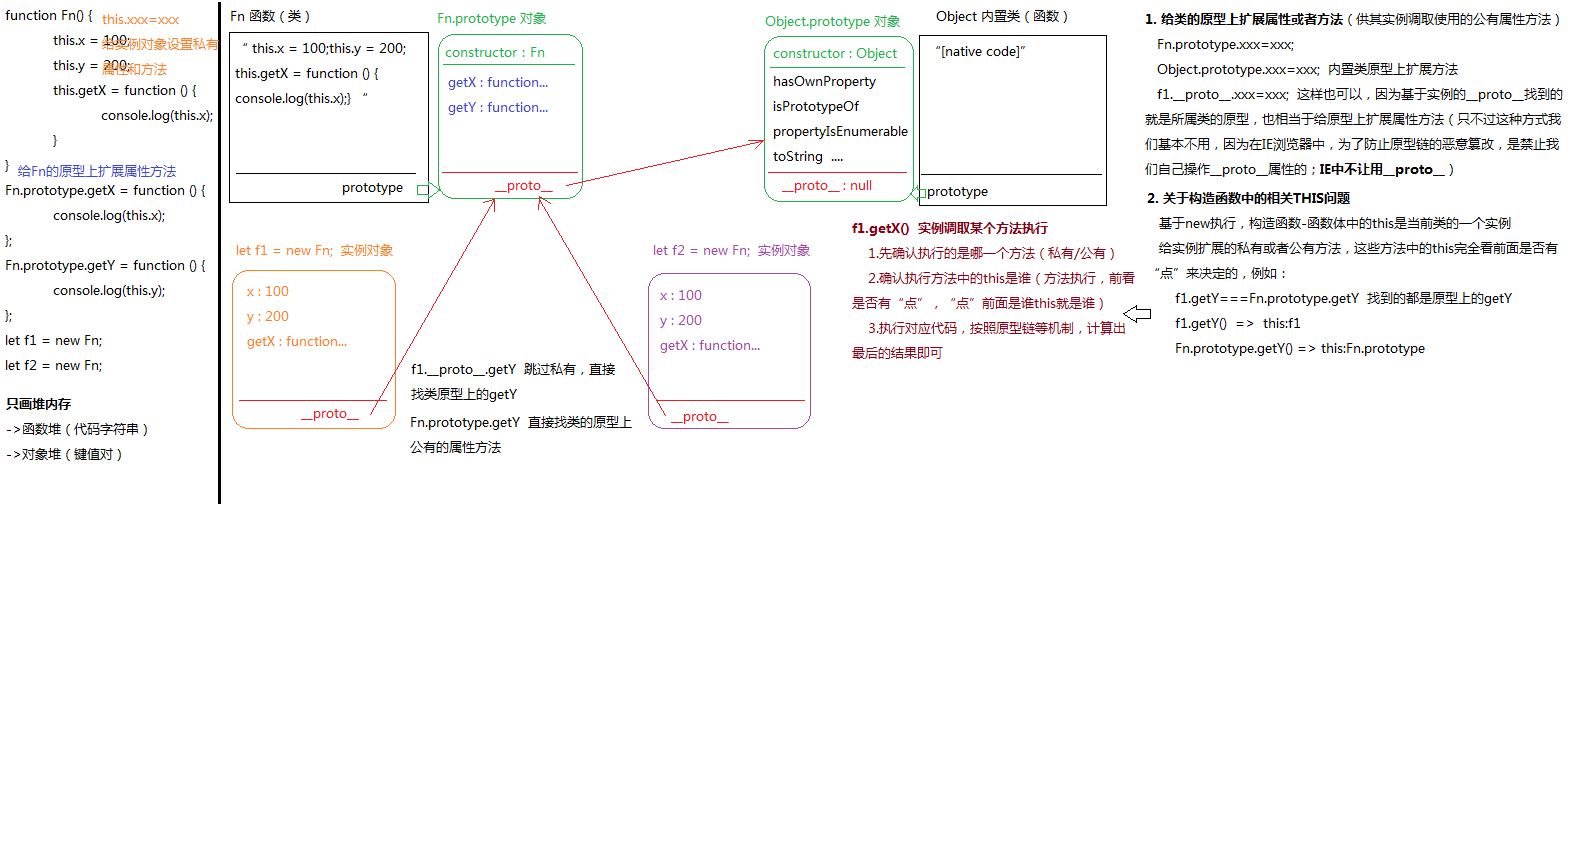 function Fn() {
this.xxx=xxx
this.x = 100;
给实例对象设置私有
this.y = 200;
属性和方法
this.getX = function () {
console.log(this.x);
}
}
给Fn的原型上扩展属性方法
Fn.prototype.getX = function () {
console.log(this.x);
};
Fn.prototype.getY = function () {
console.log(this.y);
};
let f1 = new Fn;
let f2 = new Fn;
只画堆内存
->函数堆（代码字符串）
->对象堆（键值对）
Fn 函数（类）
“ this.x = 100;this.y = 200;
this.getX = function () {
console.log(this.x);} “
prototype
Fn.prototype 对象
constructor : Fn
getX : function...
getY : function...
__proto__
Object.prototype 对象
constructor : Object
hasOwnProperty
isPrototypeOf
propertyIsEnumerable
toString ....
__proto__ : null
Object 内置类（函数）
“[native code]”
prototype
let f1 = new Fn; 实例对象
x : 100
y : 200
getX : function...
__proto__
f1.__proto__.getY 跳过私有，直接
找类原型上的getY
Fn.prototype.getY 直接找类的原型上
公有的属性方法
let f2 = new Fn; 实例对象
x : 100
y : 200
getX : function...
__proto__
f1.getX() 实例调取某个方法执行
1.先确认执行的是哪一个方法（私有/公有）
2.确认执行方法中的this是谁（方法执行，前看
是否有“点”，“点”前面是谁this就是谁）
3.执行对应代码，按照原型链等机制，计算出
最后的结果即可
1. 给类的原型上扩展属性或者方法（供其实例调取使用的公有属性方法）
Fn.prototype.xxx=xxx;
Object.prototype.xxx=xxx; 内置类原型上扩展方法
f1.__proto__.xxx=xxx; 这样也可以，因为基于实例的__proto__找到的
就是所属类的原型，也相当于给原型上扩展属性方法（只不过这种方式我
们基本不用，因为在IE浏览器中，为了防止原型链的恶意篡改，是禁止我
们自己操作__proto__属性的；IE中不让用__proto__）
2. 关于构造函数中的相关THIS问题
基于new执行，构造函数-函数体中的this是当前类的一个实例
给实例扩展的私有或者公有方法，这些方法中的this完全看前面是否有
“点”来决定的，例如：
f1.getY===Fn.prototype.getY 找到的都是原型上的getY
f1.getY() => this:f1
Fn.prototype.getY() => this:Fn.prototype